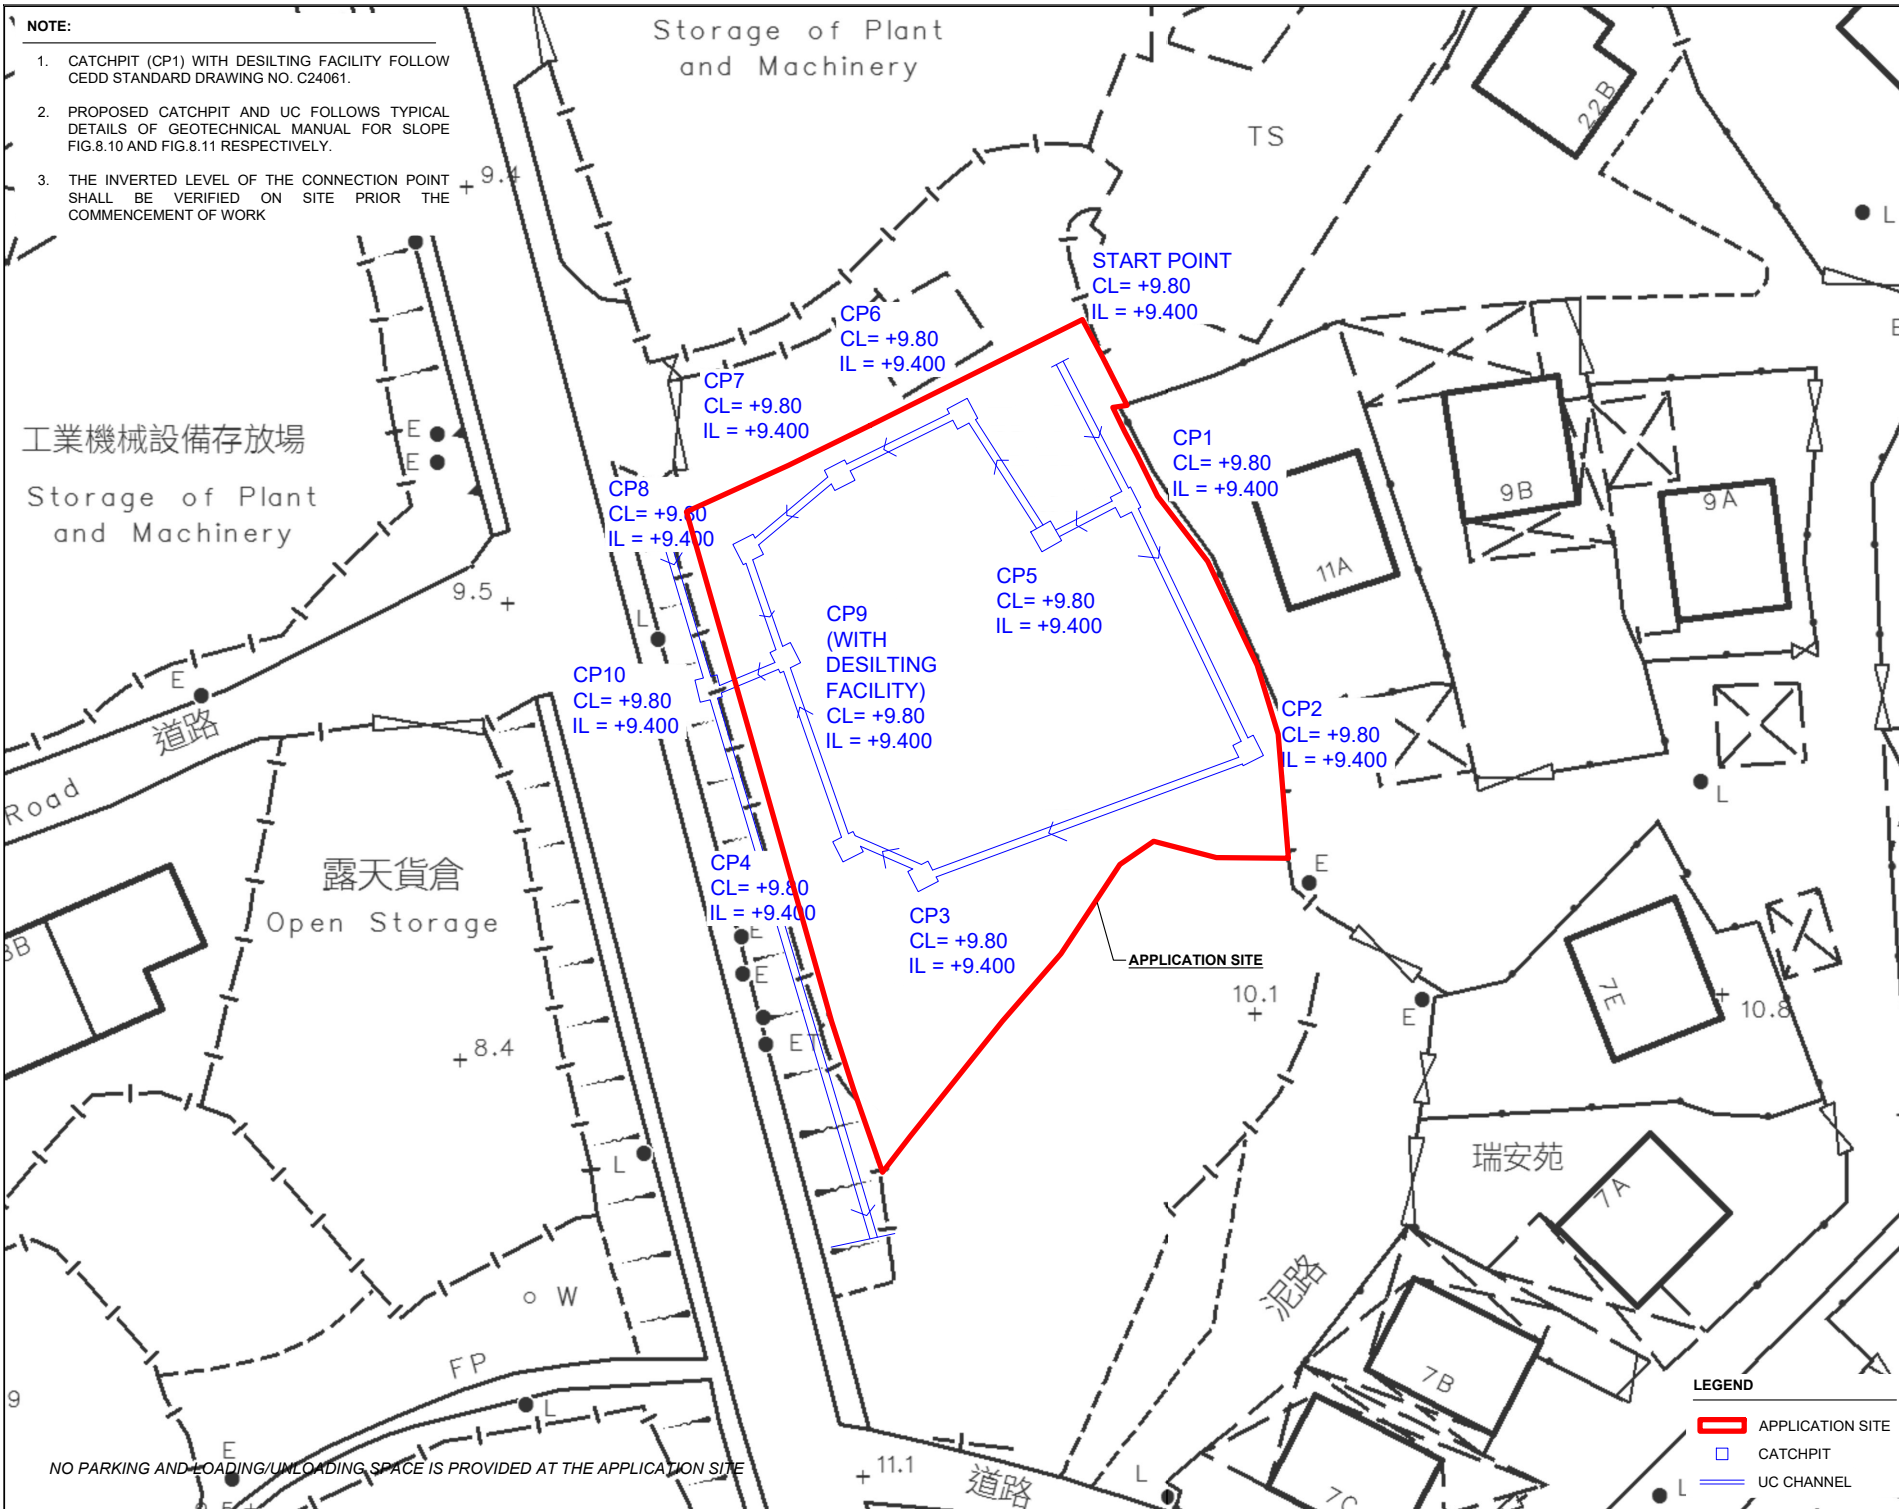 NOTE:
1. CATCHPIT (CP1) WITH DESILTING FACILITY FOLLOW
CEDD STANDARD DRAWING NO. C24061.
2. PROPOSED CATCHPIT AND UC FOLLOWS TYPICAL
DETAILS OF GEOTECHNICAL MANUAL FOR SLOPE
FIG.8.10 AND FIG.8.11 RESPECTIVELY.
3. THE INVERTED LEVEL OF THE CONNECTION POINT
SHALL BE VERIFIED ON SITE PRIOR THE
COMMENCEMENT OF WORK
Storage of Plant
and Machinery
9.4
TS
22B
L
START POINT
CL= +9.80
IL = +9.400
CP6
CL= +9.80
IL = +9.400
CP7
CL= +9.80
IL = +9.400
CP1
CL= +9.80
IL = +9.400
CP8
CL= +9.80
IL = +9.400
工業機械設備存放場
Storage of Plant
and Machinery
E
E
9B
9A
11A
9.5
L
CP5
CL= +9.80
IL = +9.400
CP9
(WITH
DESILTING
FACILITY)
CL= +9.80
IL = +9.400
CP10
CL= +9.80
IL = +9.400
E
道路
Road
CP2
CL= +9.80
IL = +9.400
L
露天貨倉
Open Storage
CP4
CL= +9.80
IL = +9.400
CP3
CL= +9.80
IL = +9.400
E
E
E
APPLICATION SITE
10.1
E
7E
10.8
8.4
E
L
瑞安苑
7A
泥路
W
FP
7B
7C
9
L
E
11.1
道路
L
L
NO PARKING AND LOADING/UNLOADING SPACE IS PROVIDED AT THE APPLICATION SITE
LEGEND
APPLICATION SITE
CATCHPIT
UC CHANNEL